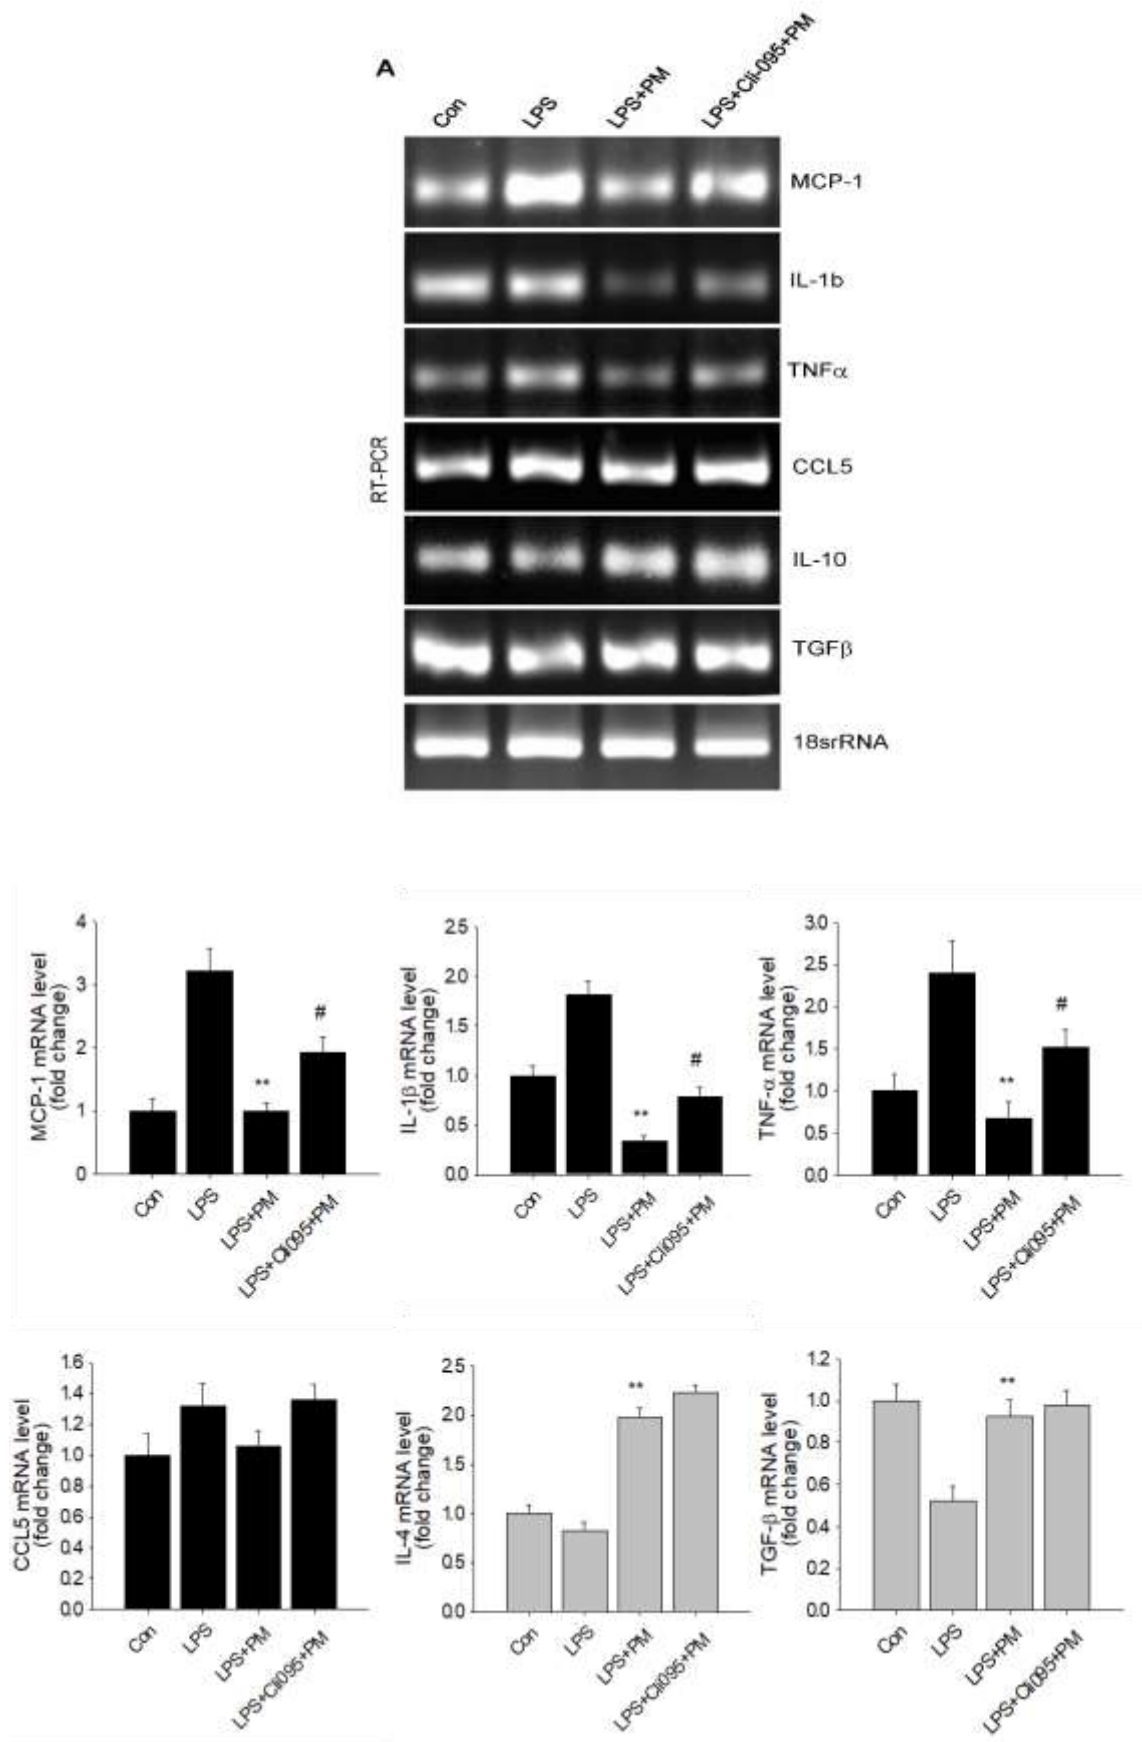 A
Con
LPS
LPS+PM
LPS+Cli-095+PM
MCP-1
IL-1b
TNFα
RT-PCR
CCL5
IL-10
TGFβ
18srRNA
MCP-1 mRNA level
(fold change)
4
3
2
1
0
#
**
Con
LPS
LPS+PM
LPS+Cli095+PM
IL-1β mRNA level
(fold change)
2.5
2.0
1.5
1.0
0.5
0.0
#
**
Con
LPS
LPS+PM
LPS+Cli095+PM
TNF-α mRNA level
(fold change)
3.0
2.5
2.0
1.5
1.0
0.5
0.0
#
**
Con
LPS
LPS+PM
LPS+Cli095+PM
CCL5 mRNA level
(fold change)
1.6
1.4
1.2
1.0
0.8
0.6
0.4
0.2
0.0
Con
LPS
LPS+PM
LPS+Cli095+PM
IL-4 mRNA level
(fold change)
2.5
2.0
1.5
1.0
0.5
0.0
**
Con
LPS
LPS+PM
LPS+Cli095+PM
TGF-β mRNA level
(fold change)
1.2
1.0
0.8
0.6
0.4
0.2
0.0
**
Con
LPS
LPS+PM
LPS+Cli095+PM